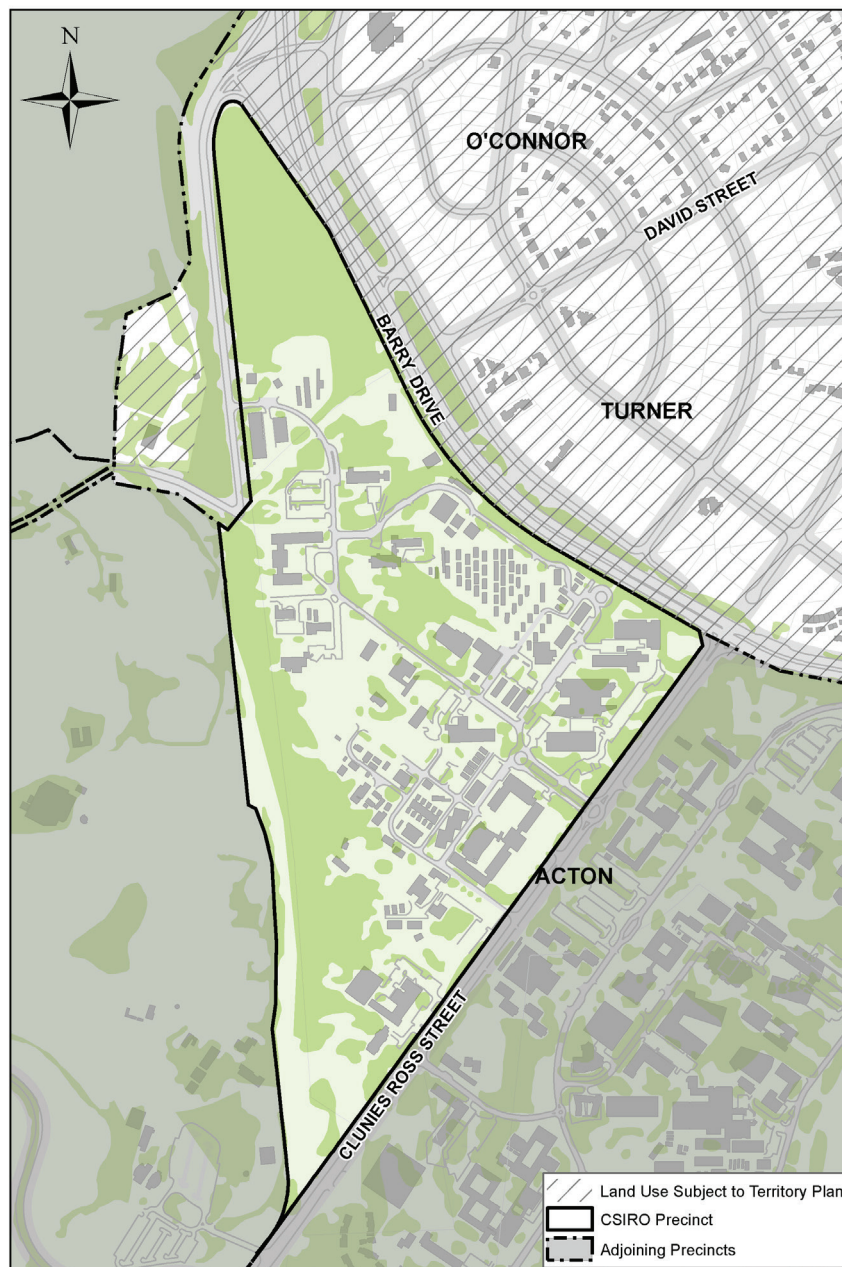 N
O'CONNOR
DAVID STREET
BARRY DRIVE
TURNER
ACTON
CLUNIES ROSS STREET
Land Use Subject to Territory Plan
CSIRO Precinct
Adjoining Precincts